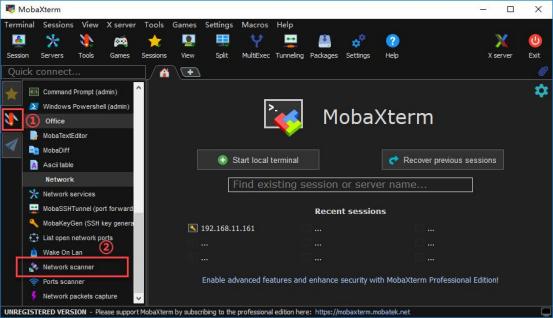 MobaXterm
Terminal Sessions View X server Tools Games Settings Macros Help
Session Servers Tools Games Sessions View Split MultiExec Tunneling Packages Settings Help X server Exit
Quick connect...
Command Prompt (admin)
Windows Powershell (admin)
① Office
MobaTextEditor
MobaDiff
Ascii table
Network
Network services
MobaSSHTunnel (port forward
MobaKeyGen (SSH key genera
List open network ports
②
Wake On Lan
Network scanner
Ports scanner
Network packets capture
MobaXterm
Start local terminal
Recover previous sessions
Find existing session or server name...
Recent sessions
192.168.11.161 ... ...
... ... ...
... ... ...
Enable advanced features and enhance security with MobaXterm Professional Edition!
UNREGISTERED VERSION - Please support MobaXterm by subscribing to the professional edition here: https://mobaxterm.mobatek.net